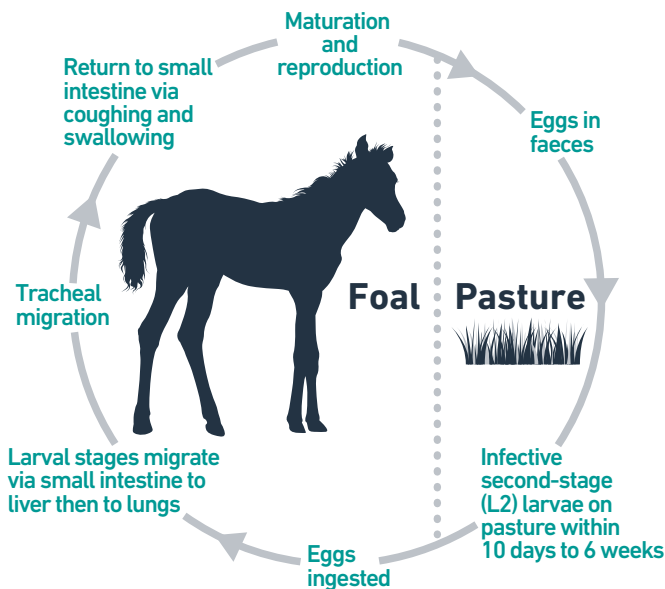 Maturation
and
reproduction
Eggs in
faeces
Pasture
Infective
second-stage
(L2) larvae on
pasture within
10 days to 6 weeks
Eggs
ingested
Larval stages migrate
via small intestine to
liver then to lungs
Tracheal
migration
Return to small
intestine via
coughing and
swallowing
Foal